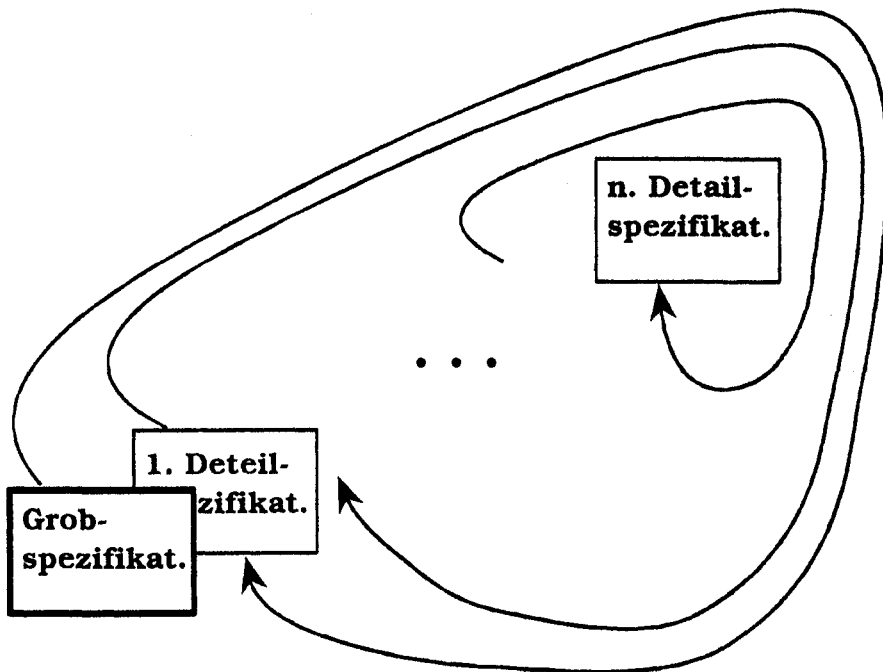 n. Detail-
spezifikat.
. . .
1. Deteil-
zifikat.
Grob-
spezifikat.